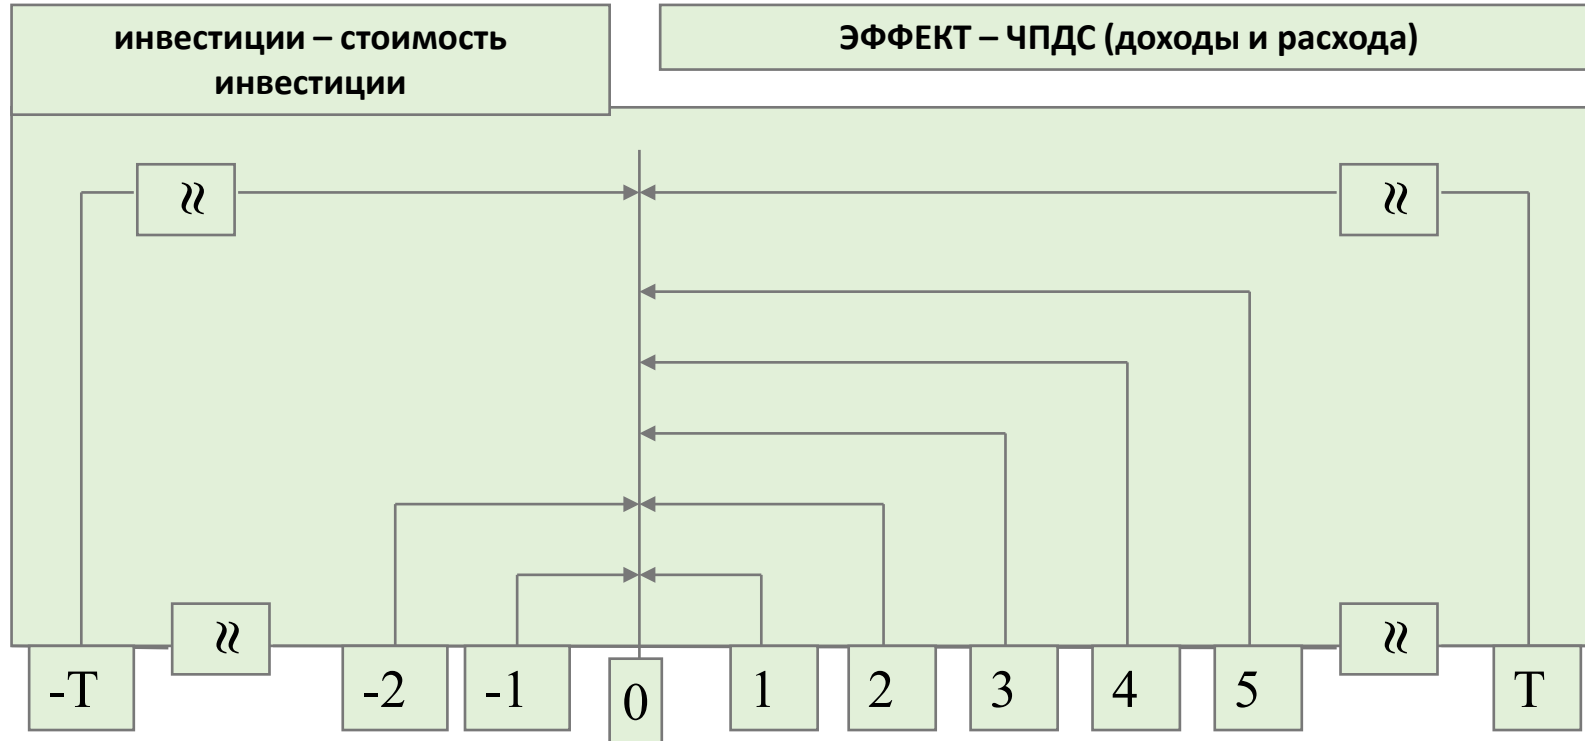 инвестиции – стоимость
инвестиции
ЭФФЕКТ – ЧПДС (доходы и расхода)
≈ ≈
≈ ≈
-T -2 -1 0 1 2 3 4 5 T